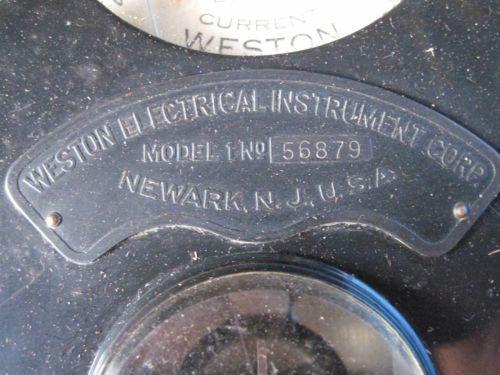 CURRENT
WESTON
WESTON ELECTRICAL INSTRUMENT CORP.
MODEL 1 NO 56879
NEWARK, N. J., U.S.A.